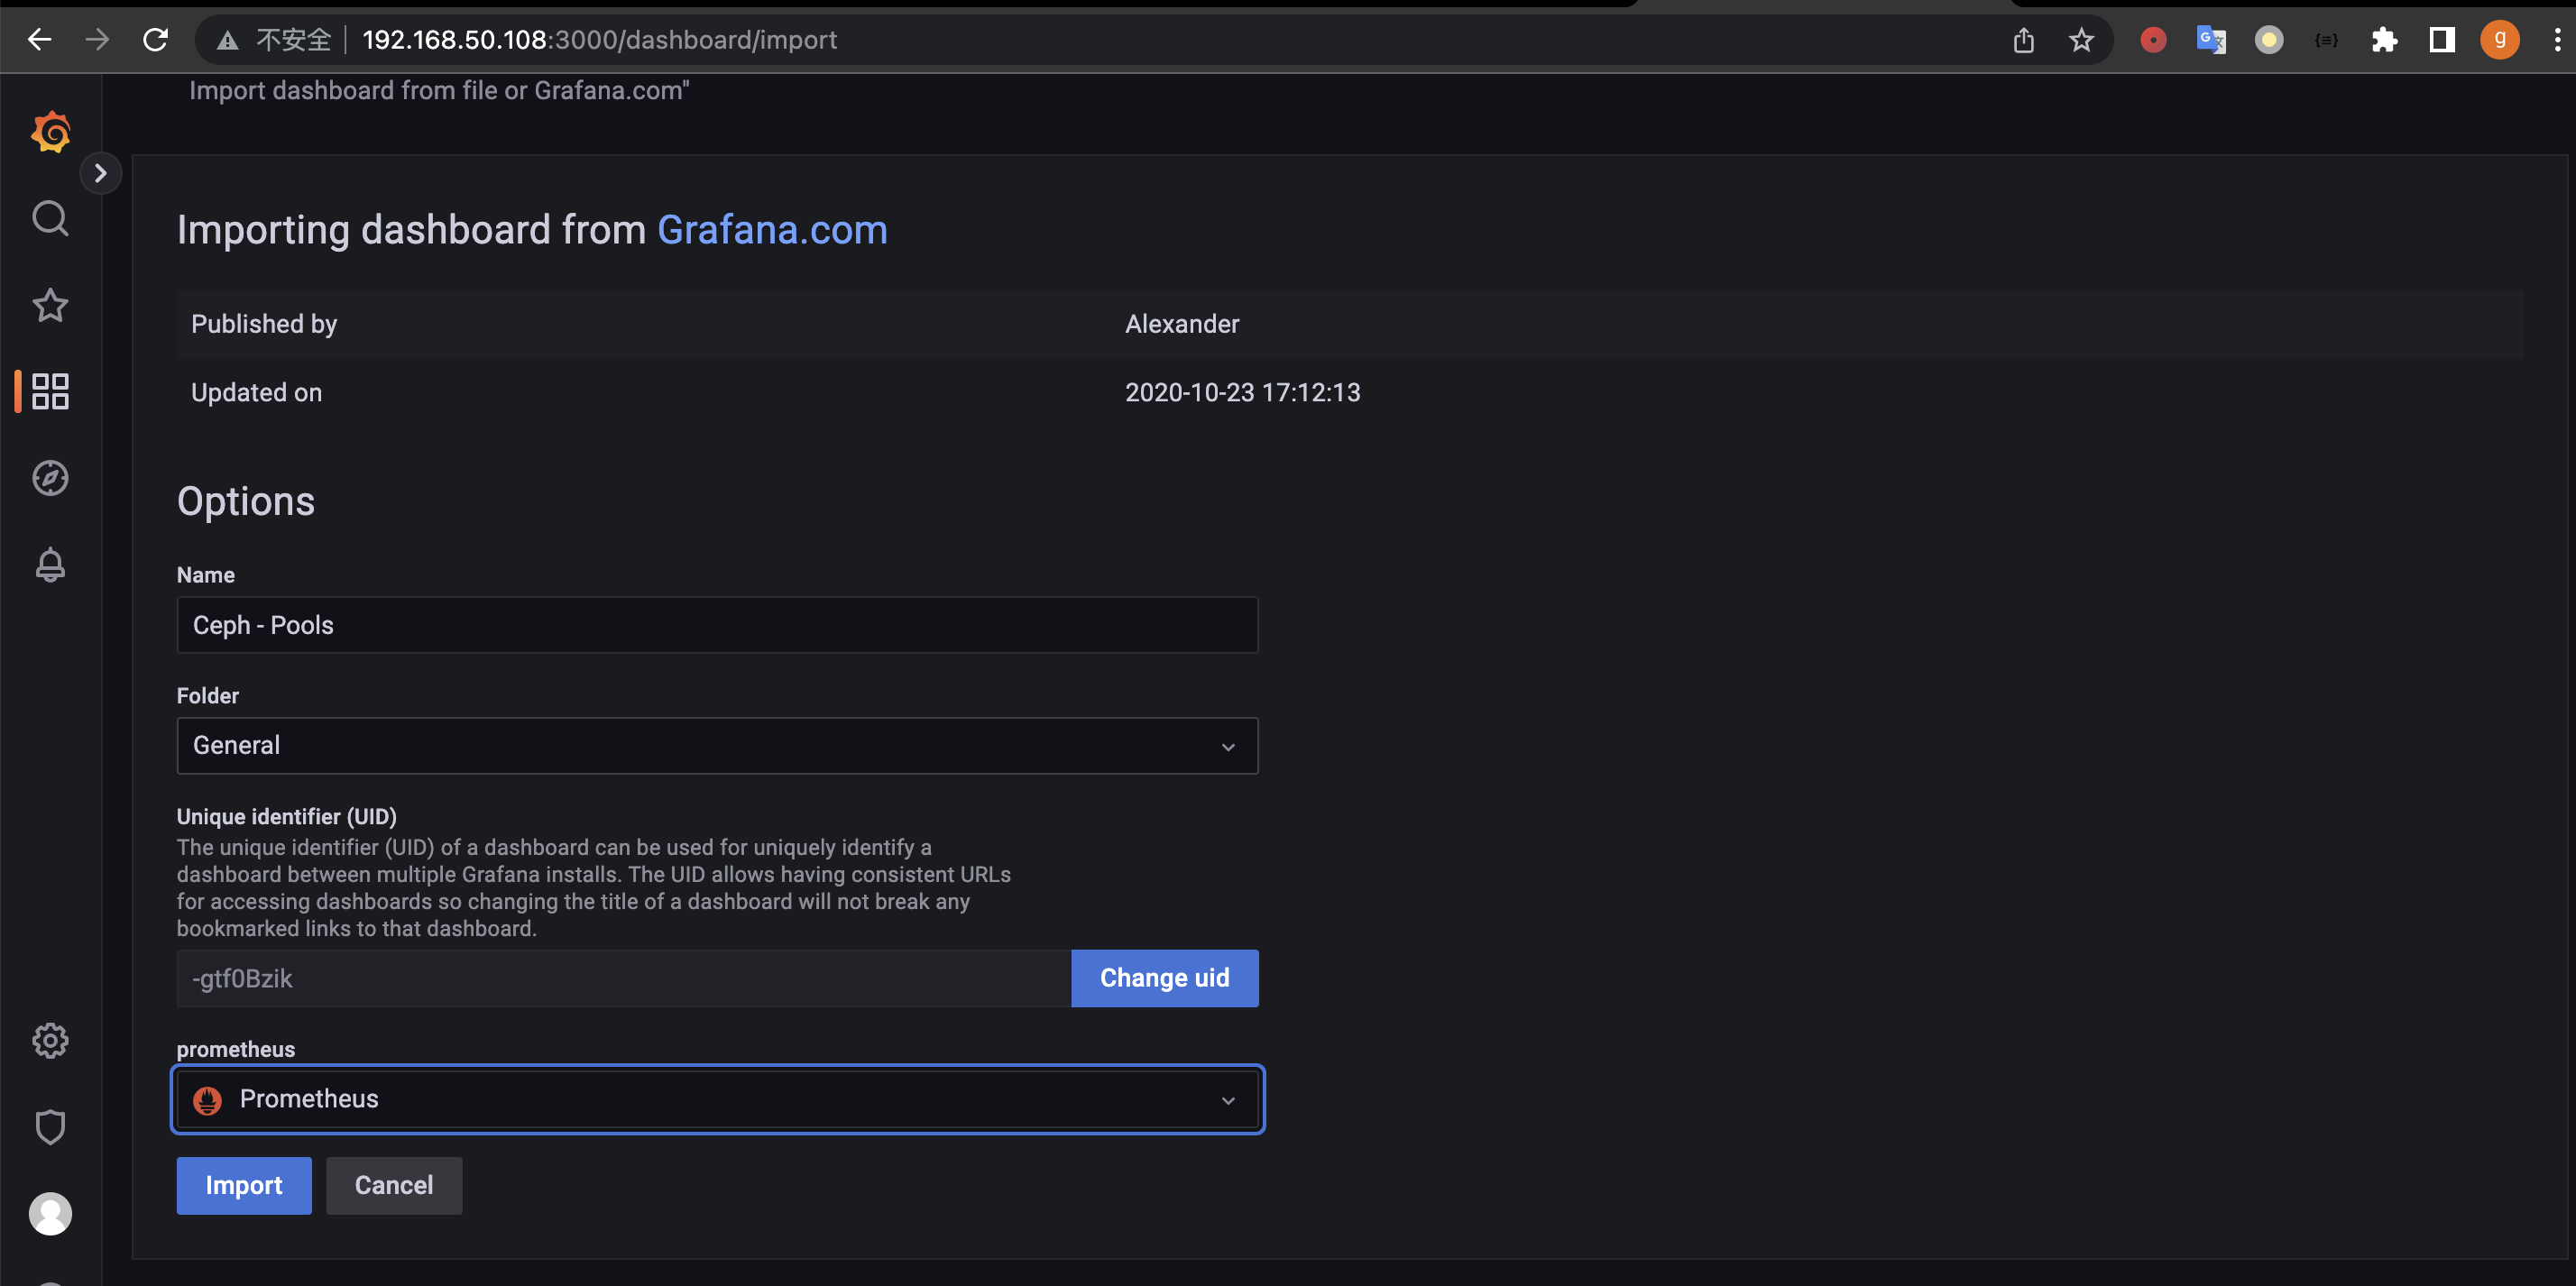 不安全 192.168.50.108:3000/dashboard/import
g
Import dashboard from file or Grafana.com"
Importing dashboard from Grafana.com
Published by Alexander
Updated on 2020-10-23 17:12:13
Options
Name
Ceph - Pools
Folder
General
Unique identifier (UID)
The unique identifier (UID) of a dashboard can be used for uniquely identify a
dashboard between multiple Grafana installs. The UID allows having consistent URLs
for accessing dashboards so changing the title of a dashboard will not break any
bookmarked links to that dashboard.
-gtf0Bzik Change uid
prometheus
Prometheus
Import Cancel